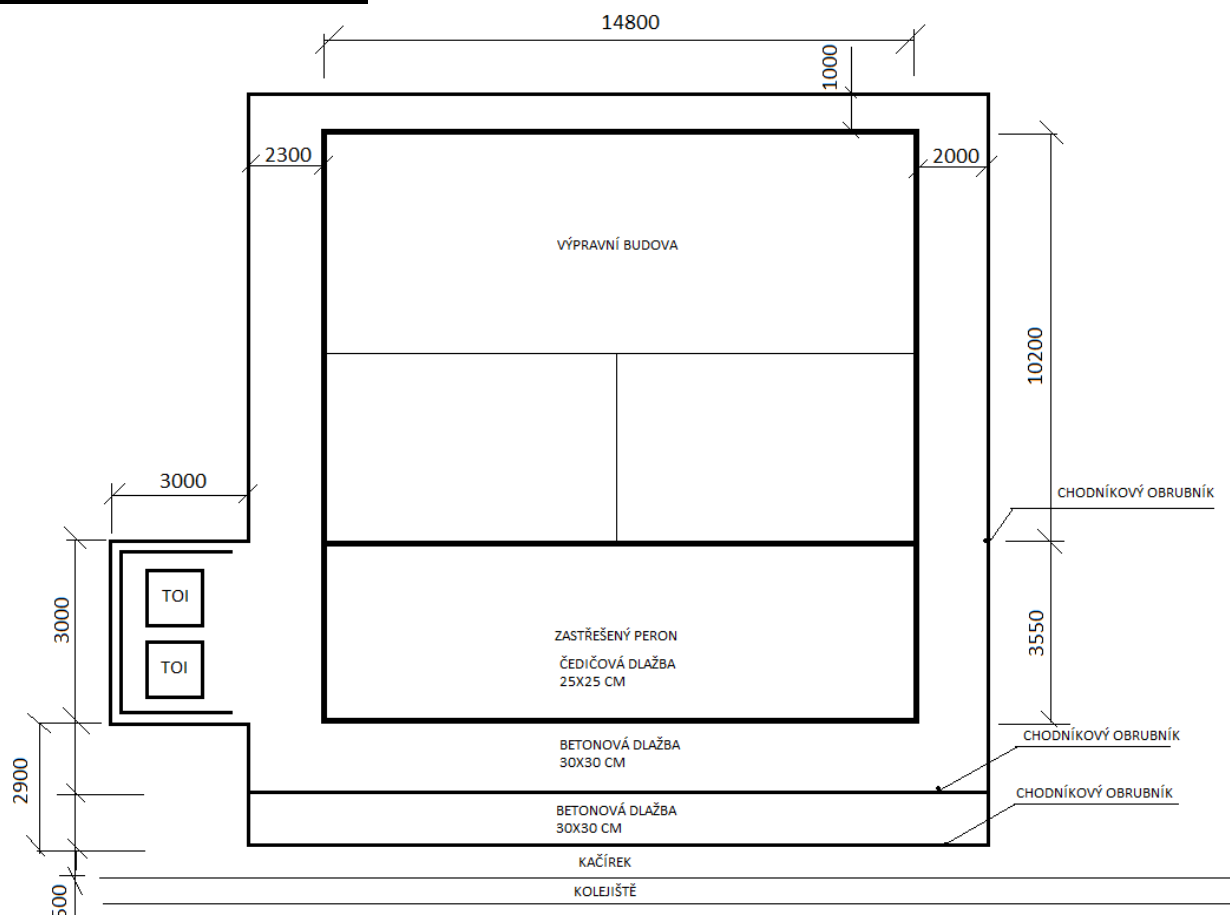 14800
1000
2300
2000
VÝPRAVNÍ BUDOVA
10200
3000
CHODNÍKOVÝ OBRUBNÍK
TOI
3000
ZASTŘEŠENÝ PERON
3550
ČEDIČOVÁ DLAŽBA
25X25 CM
TOI
CHODNÍKOVÝ OBRUBNÍK
BETONOVÁ DLAŽBA
30X30 CM
2900
CHODNÍKOVÝ OBRUBNÍK
BETONOVÁ DLAŽBA
30X30 CM
KAČÍREK
KOLEJIŠTĚ